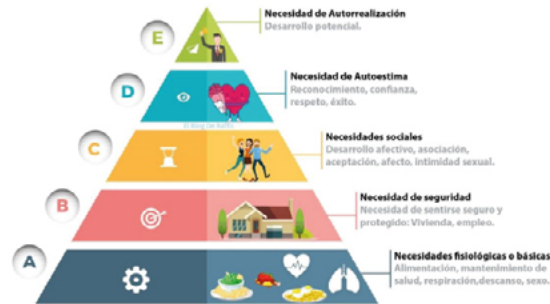 E
Necesidad de Autorrealización
Desarrollo potencial.
D
Necesidad de Autoestima
Reconocimiento, confianza,
respeto, éxito.
C
Necesidades sociales
Desarrollo afectivo, asociación,
aceptación, afecto, intimidad sexual.
B
Necesidad de seguridad
Necesidad de sentirse seguro y
protegido: Vivienda, empleo.
A
Necesidades fisiológicas o básicas
Alimentación, mantenimiento de
salud, respiración,descanso, sexo.